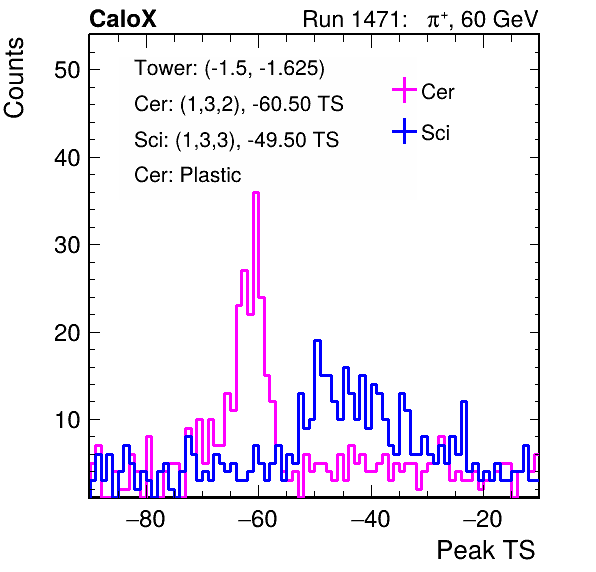 CaloX Run 1471: π⁺, 60 GeV
Counts
50
40
30
20
10
Tower: (-1.5, -1.625)
Cer: (1,3,2), -60.50 TS
Sci: (1,3,3), -49.50 TS
Cer: Plastic
Cer
Sci
−80 −60 −40 −20
Peak TS